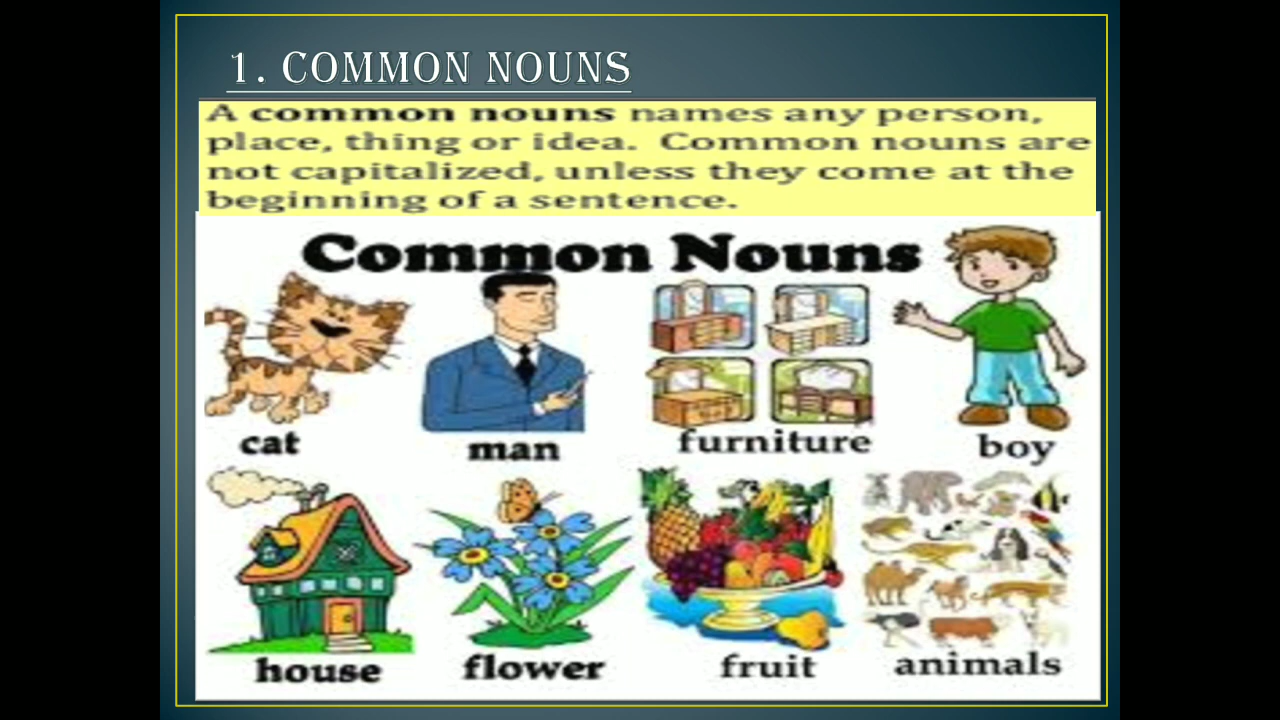 1. COMMON NOUNS
A common nouns names any person,
place, thing or idea. Common nouns are
not capitalized, unless they come at the
beginning of a sentence.
Common Nouns
cat
man
furniture
boy
house
flower
fruit
animals